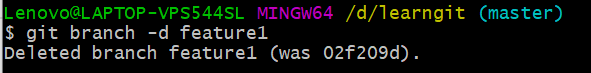 Lenovo@LAPTOP-VPS544SL MINGW64 /d/learngit (master)
$ git branch -d feature1
Deleted branch feature1 (was 02f209d).